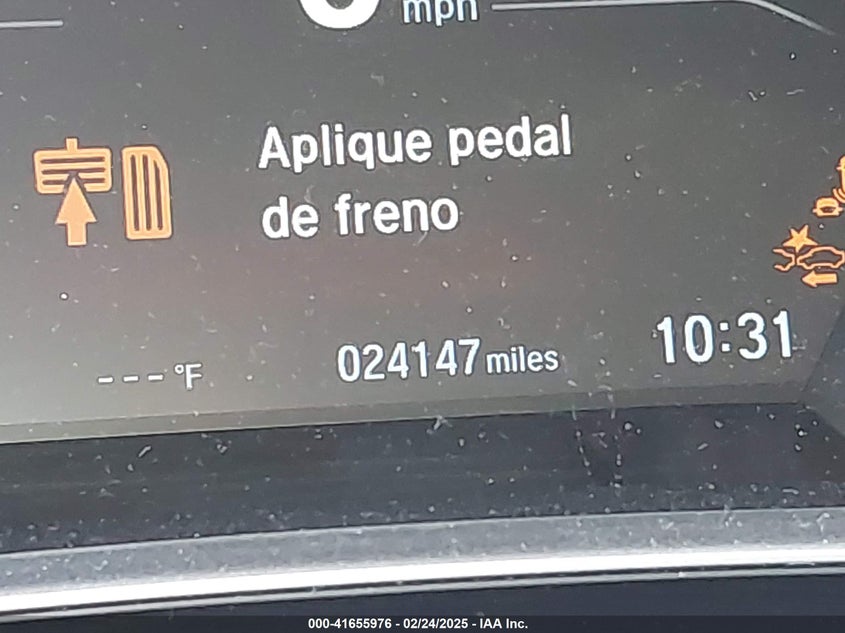 mph
Aplique pedal
de freno
---°F
024147 miles
10:31
000-41655976 - 02/24/2025 - IAA Inc.